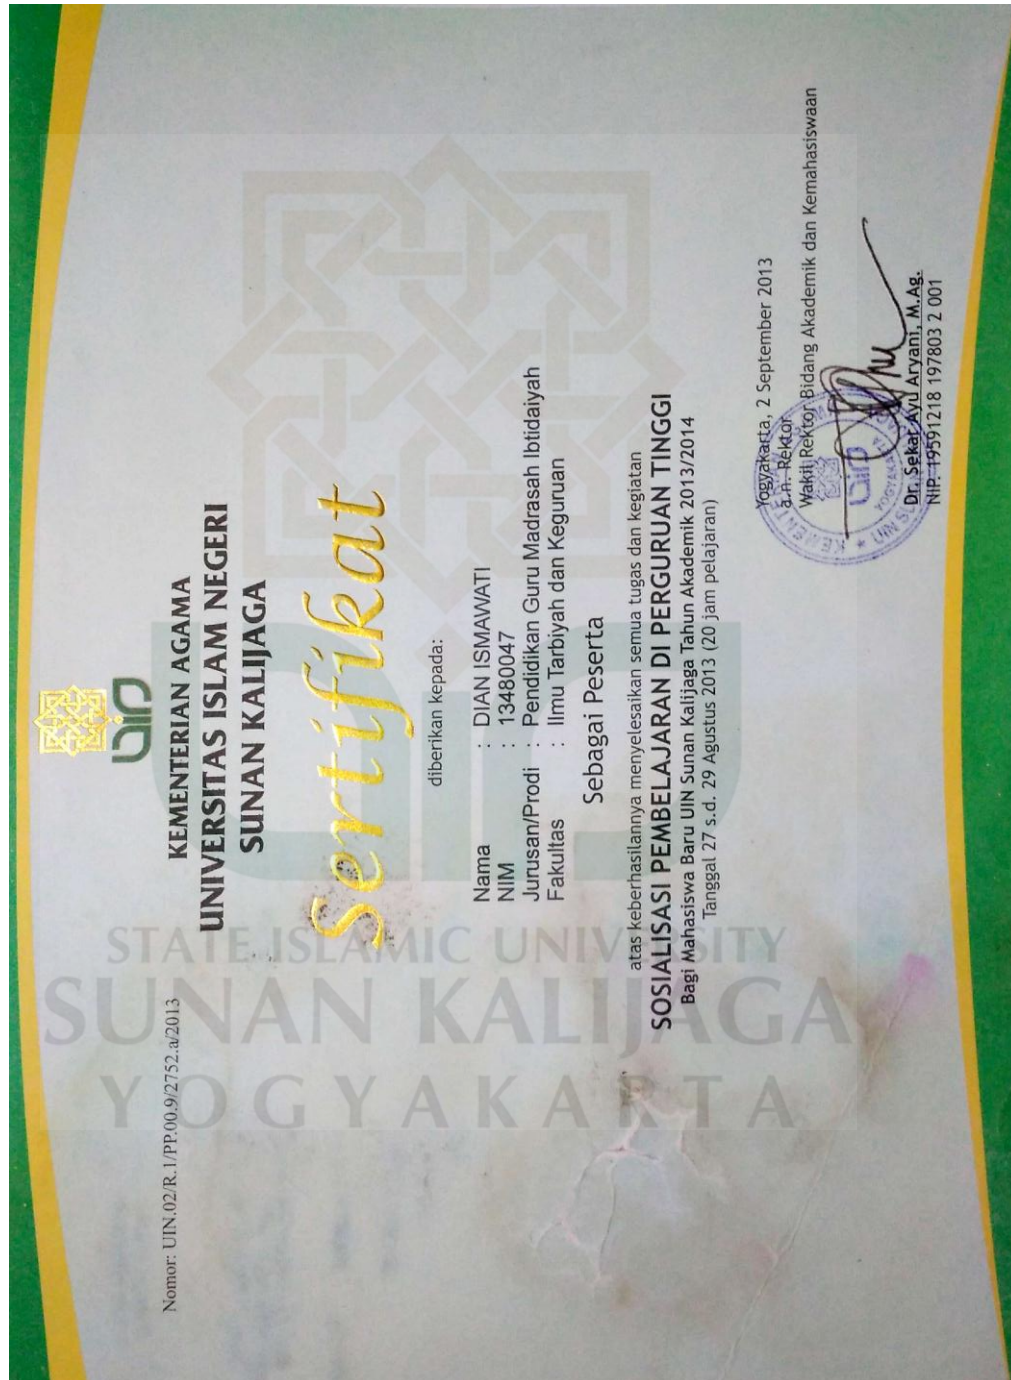 Nomor: UIN.02/R.1/PP.00.9/2752.a/2013
uin
KEMENTERIAN AGAMA
UNIVERSITAS ISLAM NEGERI
SUNAN KALIJAGA
Sertifikat
diberikan kepada:
Nama : DIAN ISMAWATI
NIM : 13480047
Jurusan/Prodi : Pendidikan Guru Madrasah Ibtidaiyah
Fakultas : Ilmu Tarbiyah dan Keguruan
Sebagai Peserta
atas keberhasilannya menyelesaikan semua tugas dan kegiatan
SOSIALISASI PEMBELAJARAN DI PERGURUAN TINGGI
Bagi Mahasiswa Baru UIN Sunan Kalijaga Tahun Akademik 2013/2014
Tanggal 27 s.d. 29 Agustus 2013 (20 jam pelajaran)
Yogyakarta, 2 September 2013
a.n. Rektor
Wakil Rektor Bidang Akademik dan Kemahasiswaan
Dr. Sekar Ayu Aryani, M.Ag.
NIP. 19591218 197803 2 001
KEMENTERIAN
uin
YOGYAKARTA
STATE ISLAMIC UNIVERSITY
SUNAN KALIJAGA
YOGYAKARTA